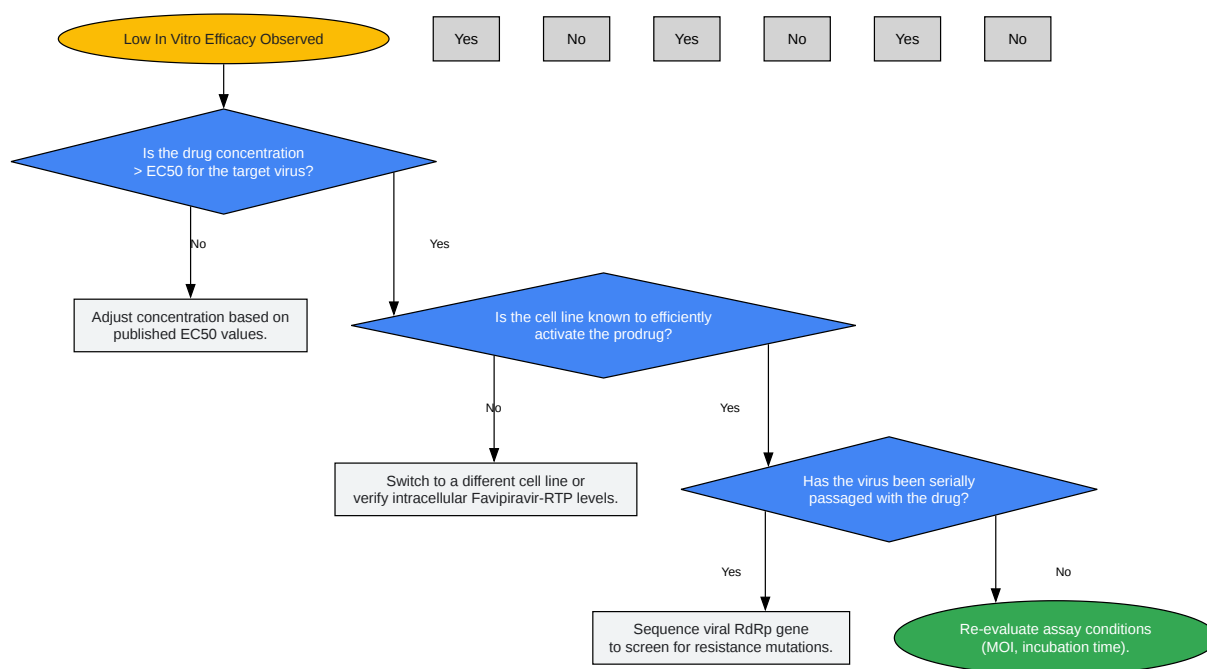 Low In Vitro Efficacy Observed
Yes
No
Yes
No
Yes
No
Is the drug concentration
> EC50 for the target virus?
No
Yes
Adjust concentration based on
published EC50 values.
Is the cell line known to efficiently
activate the prodrug?
No
Yes
Switch to a different cell line or
verify intracellular Favipiravir-RTP levels.
Has the virus been serially
passaged with the drug?
Yes
No
Sequence viral RdRp gene
to screen for resistance mutations.
Re-evaluate assay conditions
(MOI, incubation time).